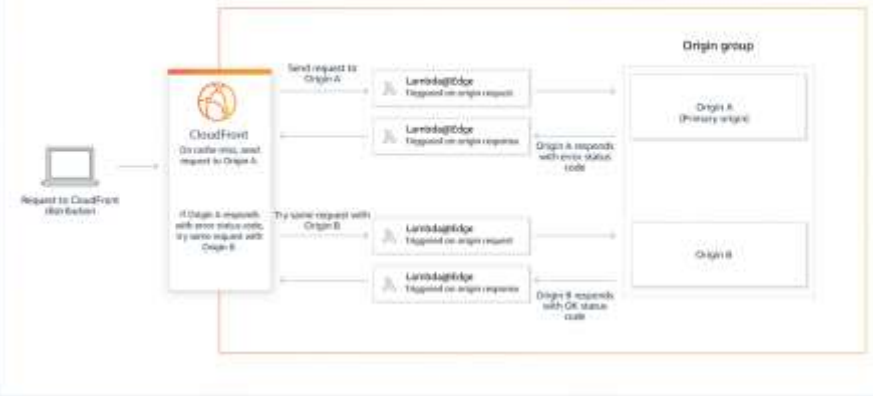 Origin group
Send request to
Origin A
Lambda@Edge
Triggered on origin request
Origin A
(Primary origin)
CloudFront
On cache miss, send
request to Origin A
Lambda@Edge
Triggered on origin response
Origin A responds
with error status
code
Request to CloudFront
distribution
If Origin A responds
with error status code,
try same request with
Origin B
Try same request with
Origin B
Lambda@Edge
Triggered on origin request
Origin B
Lambda@Edge
Triggered on origin response
Origin B responds
with OK status
code